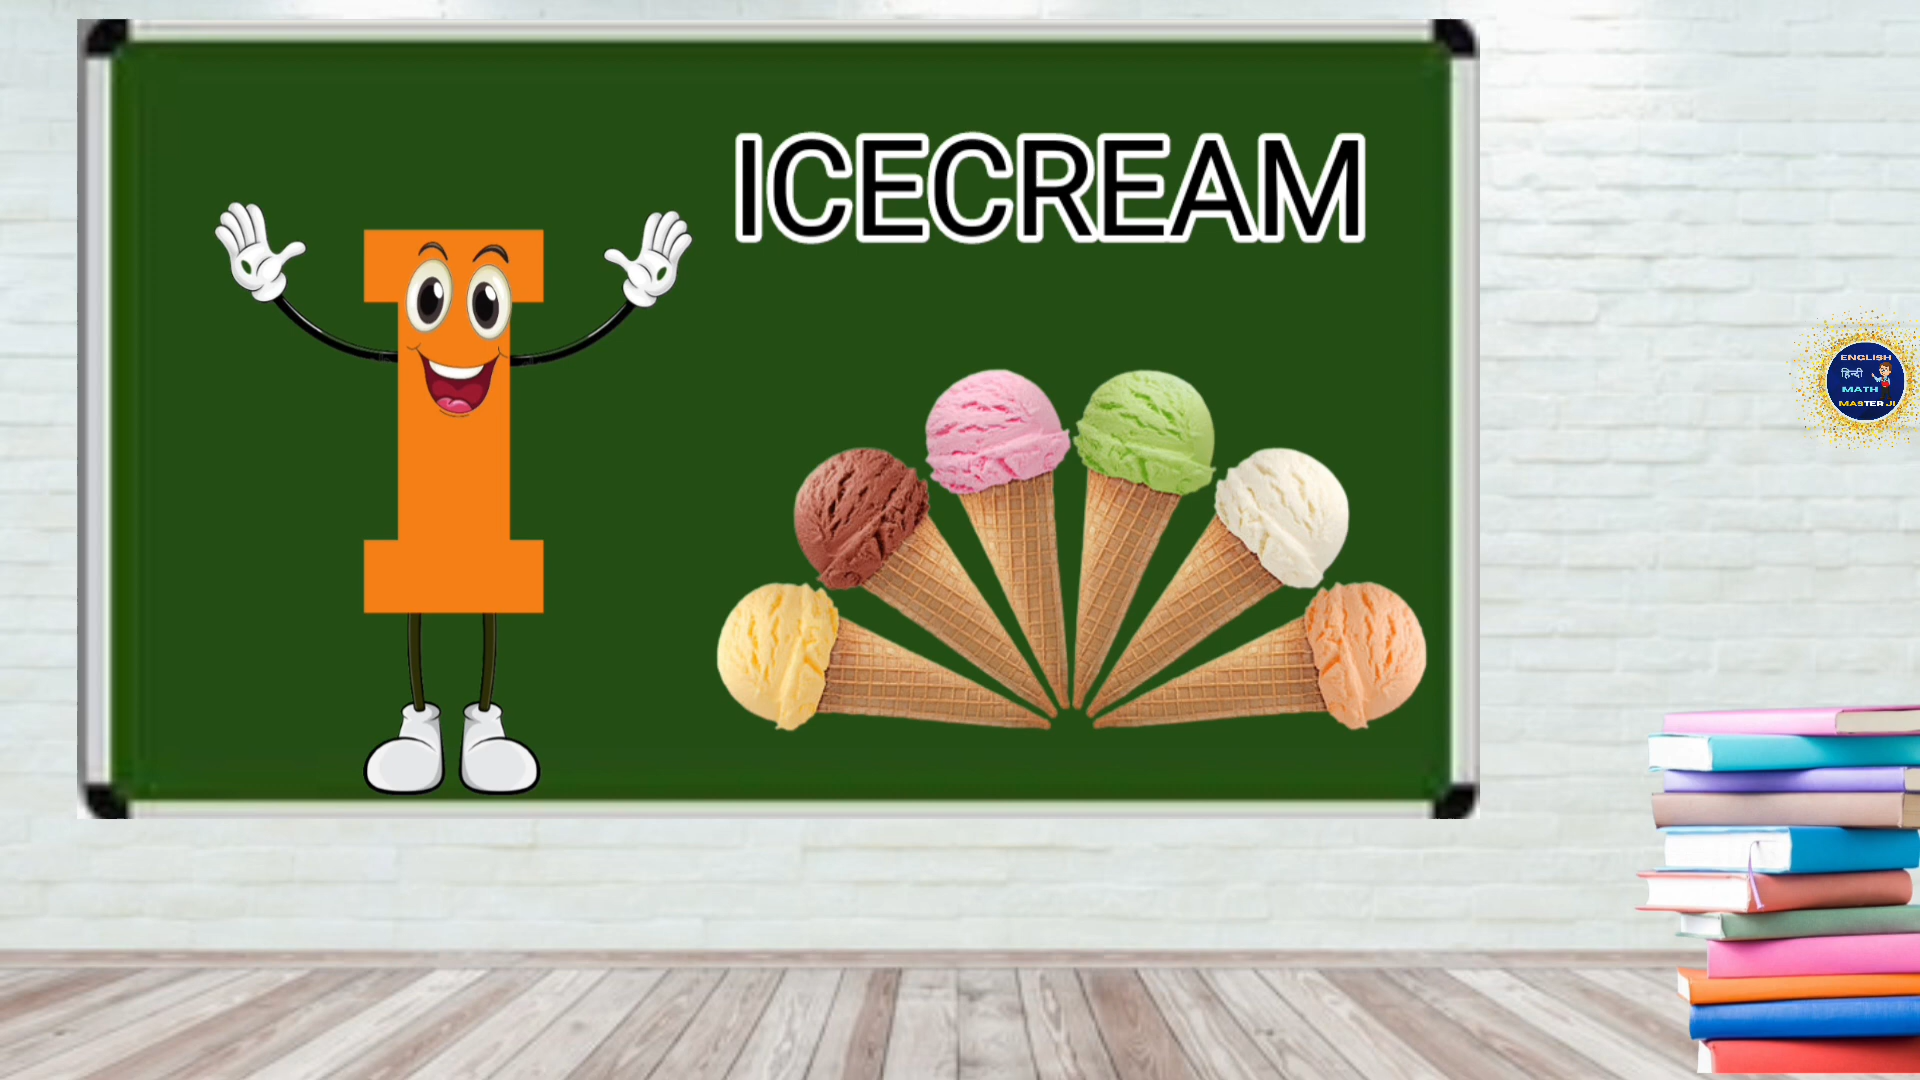 ICECREAM
I
ENGLISH
हिन्दी
MATH
MASTER JI